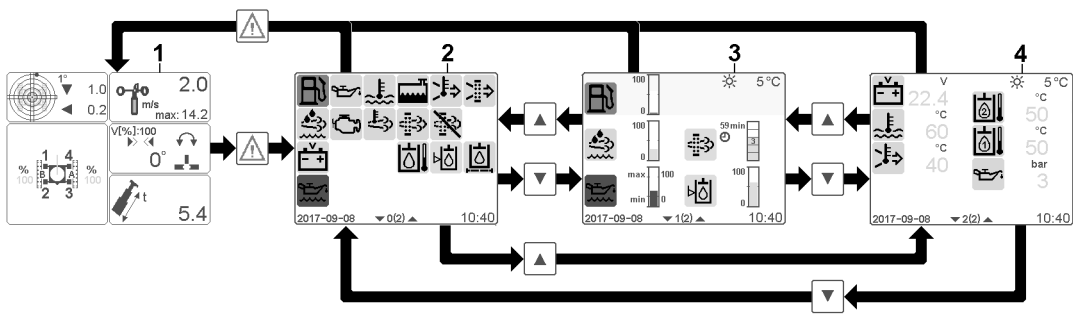 1
2
3
4
1°
1.0
0.2
2.0
m/s
max: 14.2
V[%]:100
0°
% 1 4 %
100 B A 100
2 3
t
5.4
V
2017-09-08 0(2) 10:40
100
0
5°C
100
0
59min
3
max
min
100
0
100
0
2017-09-08 1(2) 10:40
V
22.4
°C
60
°C
40
5°C
°C
2
50
°C
1
50
bar
3
2017-09-08 2(2) 10:40